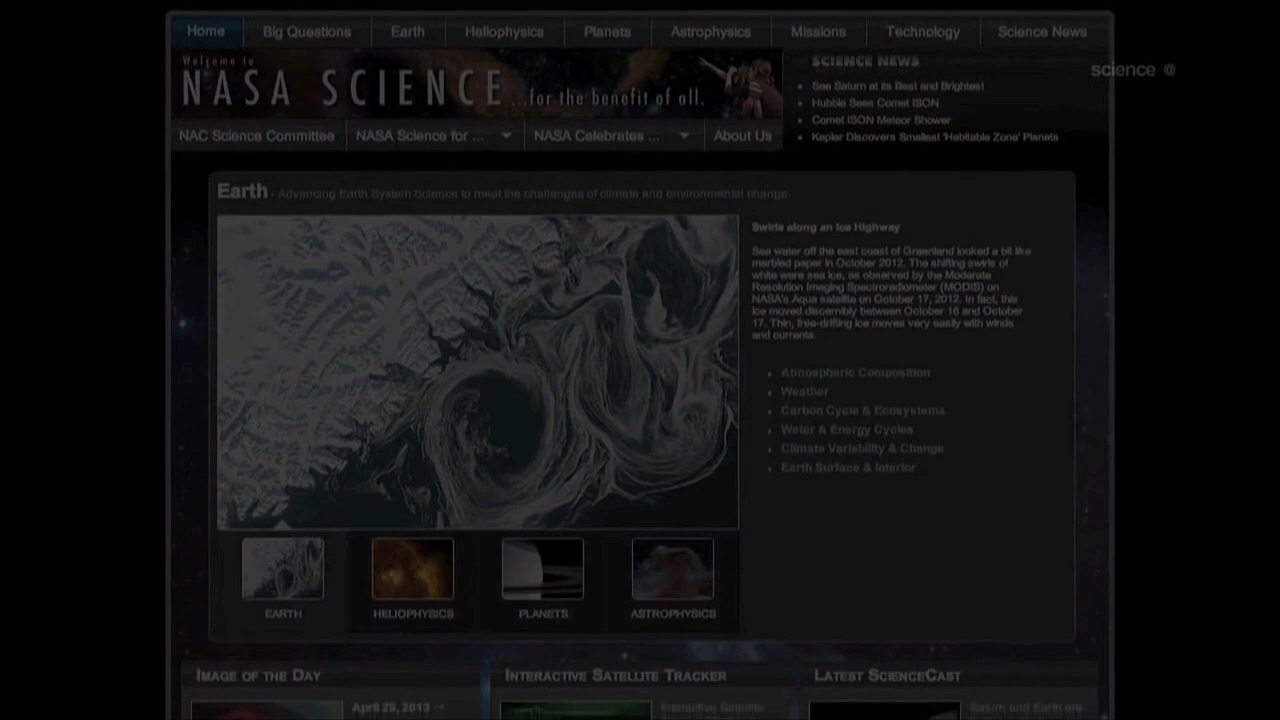 Home Big Questions Earth Heliophysics Planets Astrophysics Missions Technology Science News
Welcome to
NASA SCIENCE ...for the benefit of all.
SCIENCE NEWS
science @
See Saturn at its Best and Brightest
Hubble Sees Comet ISON
Comet ISON Meteor Shower
Kepler Discovers Smallest 'Habitable Zone' Planets
NAC Science Committee NASA Science for ... NASA Celebrates ... About Us
Earth - Advancing Earth System Science to meet the challenges of climate and environmental change.
Swirls along an Ice Highway
Sea water off the east coast of Greenland looked a bit like
marbled paper in October 2012. The shifting swirls of
white were sea ice, as observed by the Moderate
Resolution Imaging Spectroradiometer (MODIS) on
NASA's Aqua satellite on October 17, 2012. In fact, this
ice moved discernibly between October 16 and October
17. Thin, free-drifting ice moves very easily with winds
and currents.
Atmospheric Composition
Weather
Carbon Cycle & Ecosystems
Water & Energy Cycles
Climate Variability & Change
Earth Surface & Interior
EARTH HELIOPHYSICS PLANETS ASTROPHYSICS
IMAGE OF THE DAY INTERACTIVE SATELLITE TRACKER LATEST SCIENCECAST
April 29, 2013 Interactive Satellite Saturn and Earth are